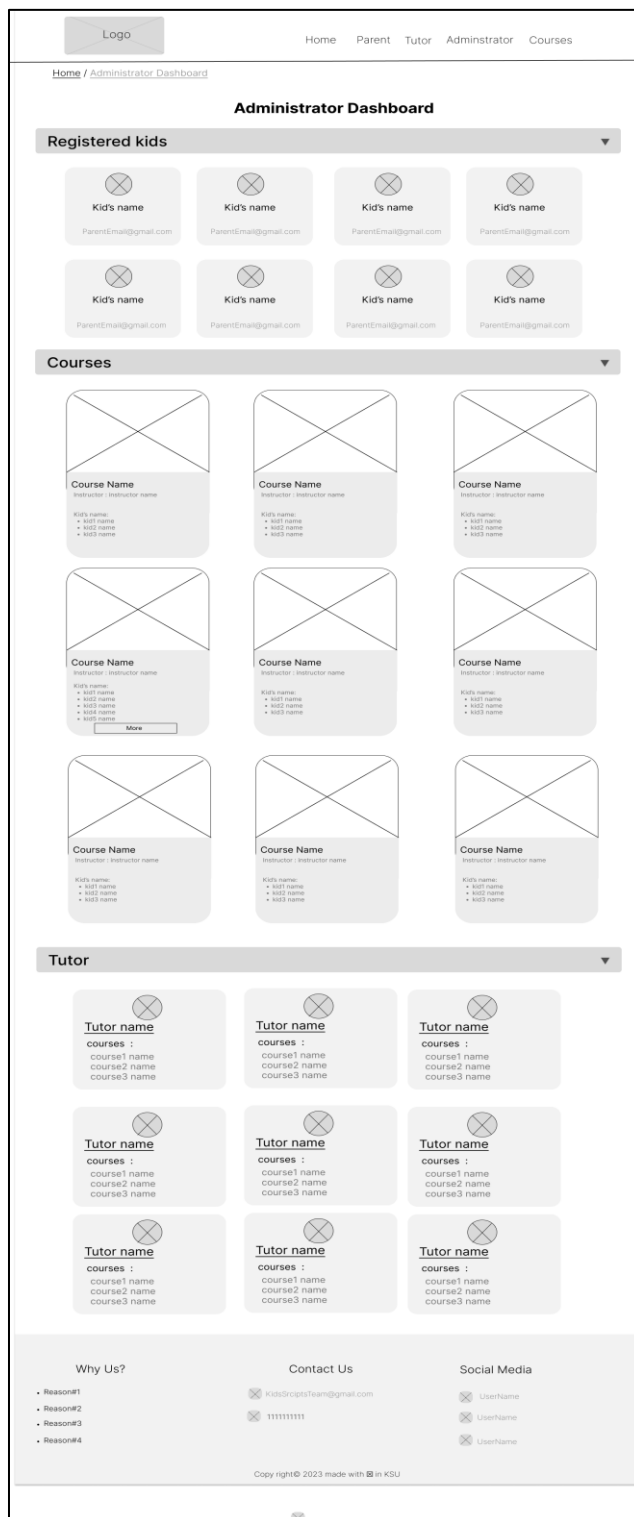 Logo
Home Parent Tutor Adminstrator Courses
Home / Administrator Dashboard
Administrator Dashboard
Registered kids
Kid's name Kid's name Kid's name Kid's name
ParentEmail@gmail.com ParentEmail@gmail.com ParentEmail@gmail.com ParentEmail@gmail.com
Kid's name Kid's name Kid's name Kid's name
ParentEmail@gmail.com ParentEmail@gmail.com ParentEmail@gmail.com ParentEmail@gmail.com
Courses
Course Name
Instructor : Instructor name
Kid's name:
• kid1 name
• kid2 name
• kid3 name
Course Name
Instructor : Instructor name
Kid's name:
• kid1 name
• kid2 name
• kid3 name
Course Name
Instructor : Instructor name
Kid's name:
• kid1 name
• kid2 name
• kid3 name
Course Name
Instructor : Instructor name
Kid's name:
• kid1 name
• kid2 name
• kid3 name
• kid4 name
• kid5 name
More
Course Name
Instructor : Instructor name
Kid's name:
• kid1 name
• kid2 name
• kid3 name
Course Name
Instructor : Instructor name
Kid's name:
• kid1 name
• kid2 name
• kid3 name
Course Name
Instructor : Instructor name
Kid's name:
• kid1 name
• kid2 name
• kid3 name
Course Name
Instructor : Instructor name
Kid's name:
• kid1 name
• kid2 name
• kid3 name
Course Name
Instructor : Instructor name
Kid's name:
• kid1 name
• kid2 name
• kid3 name
Tutor
Tutor name
courses :
course1 name
course2 name
course3 name
Tutor name
courses :
course1 name
course2 name
course3 name
Tutor name
courses :
course1 name
course2 name
course3 name
Tutor name
courses :
course1 name
course2 name
course3 name
Tutor name
courses :
course1 name
course2 name
course3 name
Tutor name
courses :
course1 name
course2 name
course3 name
Tutor name
courses :
course1 name
course2 name
course3 name
Tutor name
courses :
course1 name
course2 name
course3 name
Tutor name
courses :
course1 name
course2 name
course3 name
Why Us?
• Reason#1
• Reason#2
• Reason#3
• Reason#4
Contact Us
KidsSrciptsTeam@gmail.com
1111111111
Social Media
UserName
UserName
UserName
Copy right© 2023 made with in KSU